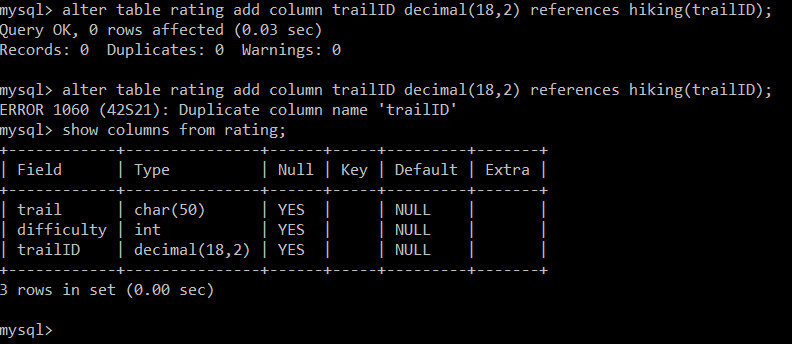 mysql> alter table rating add column trailID decimal(18,2) references hiking(trailID);
Query OK, 0 rows affected (0.03 sec)
Records: 0  Duplicates: 0  Warnings: 0

mysql> alter table rating add column trailID decimal(18,2) references hiking(trailID);
ERROR 1060 (42S21): Duplicate column name 'trailID'
mysql> show columns from rating;
+------------+---------------+------+-----+---------+-------+
| Field      | Type          | Null | Key | Default | Extra |
+------------+---------------+------+-----+---------+-------+
| trail      | char(50)      | YES  |     | NULL    |       |
| difficulty | int           | YES  |     | NULL    |       |
| trailID    | decimal(18,2) | YES  |     | NULL    |       |
+------------+---------------+------+-----+---------+-------+
3 rows in set (0.00 sec)

mysql>